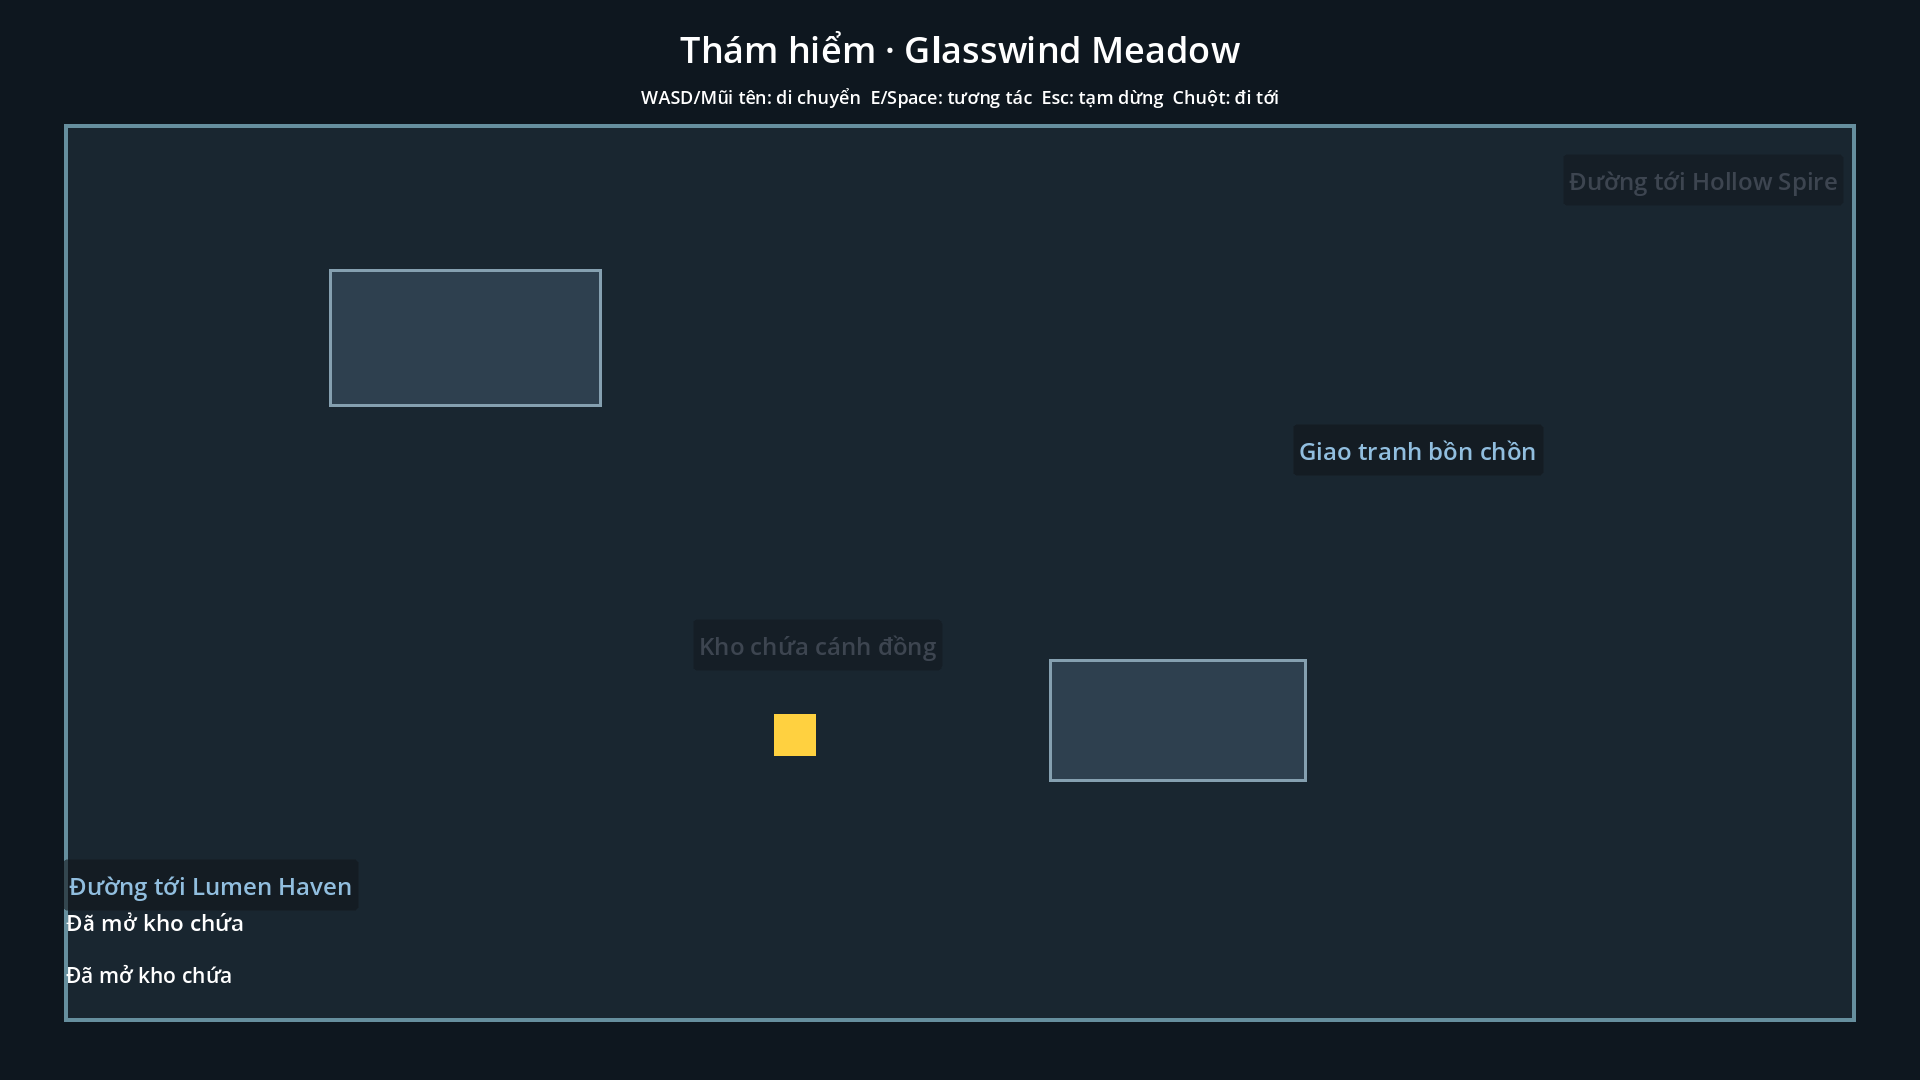 Thám hiểm · Glasswind Meadow
WASD/Mũi tên: di chuyển  E/Space: tương tác  Esc: tạm dừng  Chuột: đi tới
Đường tới Hollow Spire
Giao tranh bồn chồn
Kho chứa cánh đồng
Đường tới Lumen Haven
Đã mở kho chứa
Đã mở kho chứa